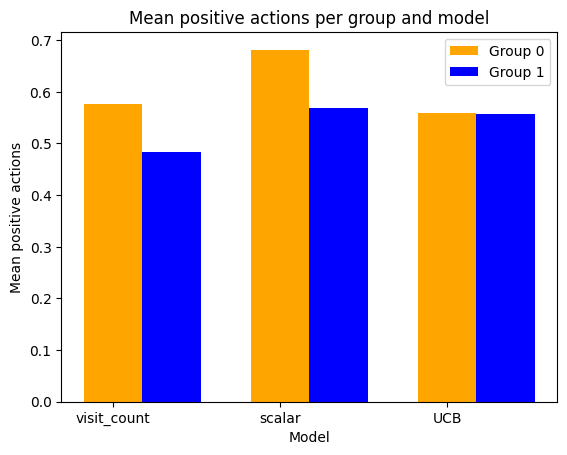 Mean positive actions per group and model
Group 0
Group 1
Mean positive actions
0.7
0.6
0.5
0.4
0.3
0.2
0.1
0.0
visit_count
scalar
UCB
Model